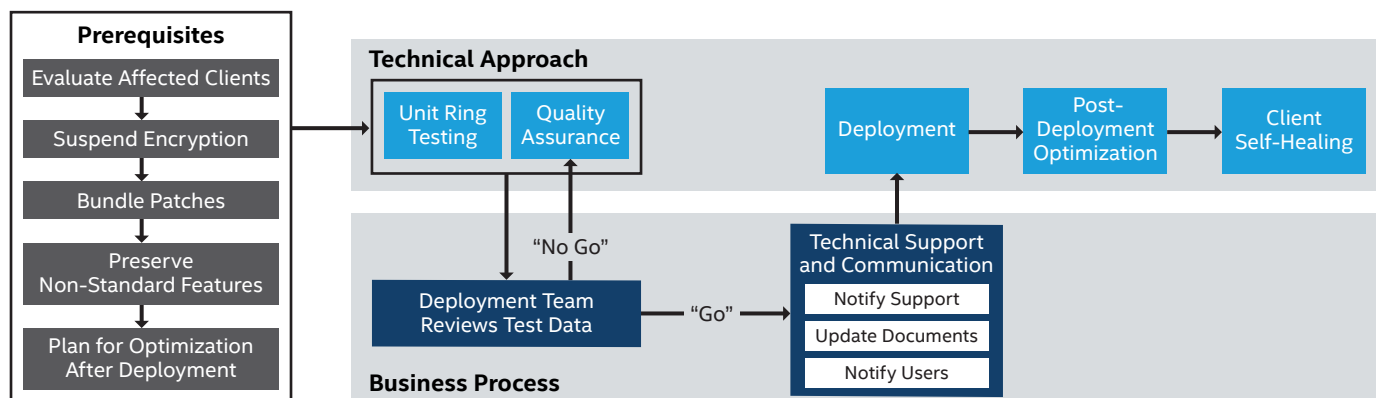 Prerequisites
Evaluate Affected Clients
Suspend Encryption
Bundle Patches
Preserve
Non-Standard Features
Plan for Optimization
After Deployment
Technical Approach
Unit Ring
Testing
Quality
Assurance
Deployment
Post-
Deployment
Optimization
Client
Self-Healing
“No Go”
Deployment Team
Reviews Test Data
“Go”
Technical Support
and Communication
Notify Support
Update Documents
Notify Users
Business Process